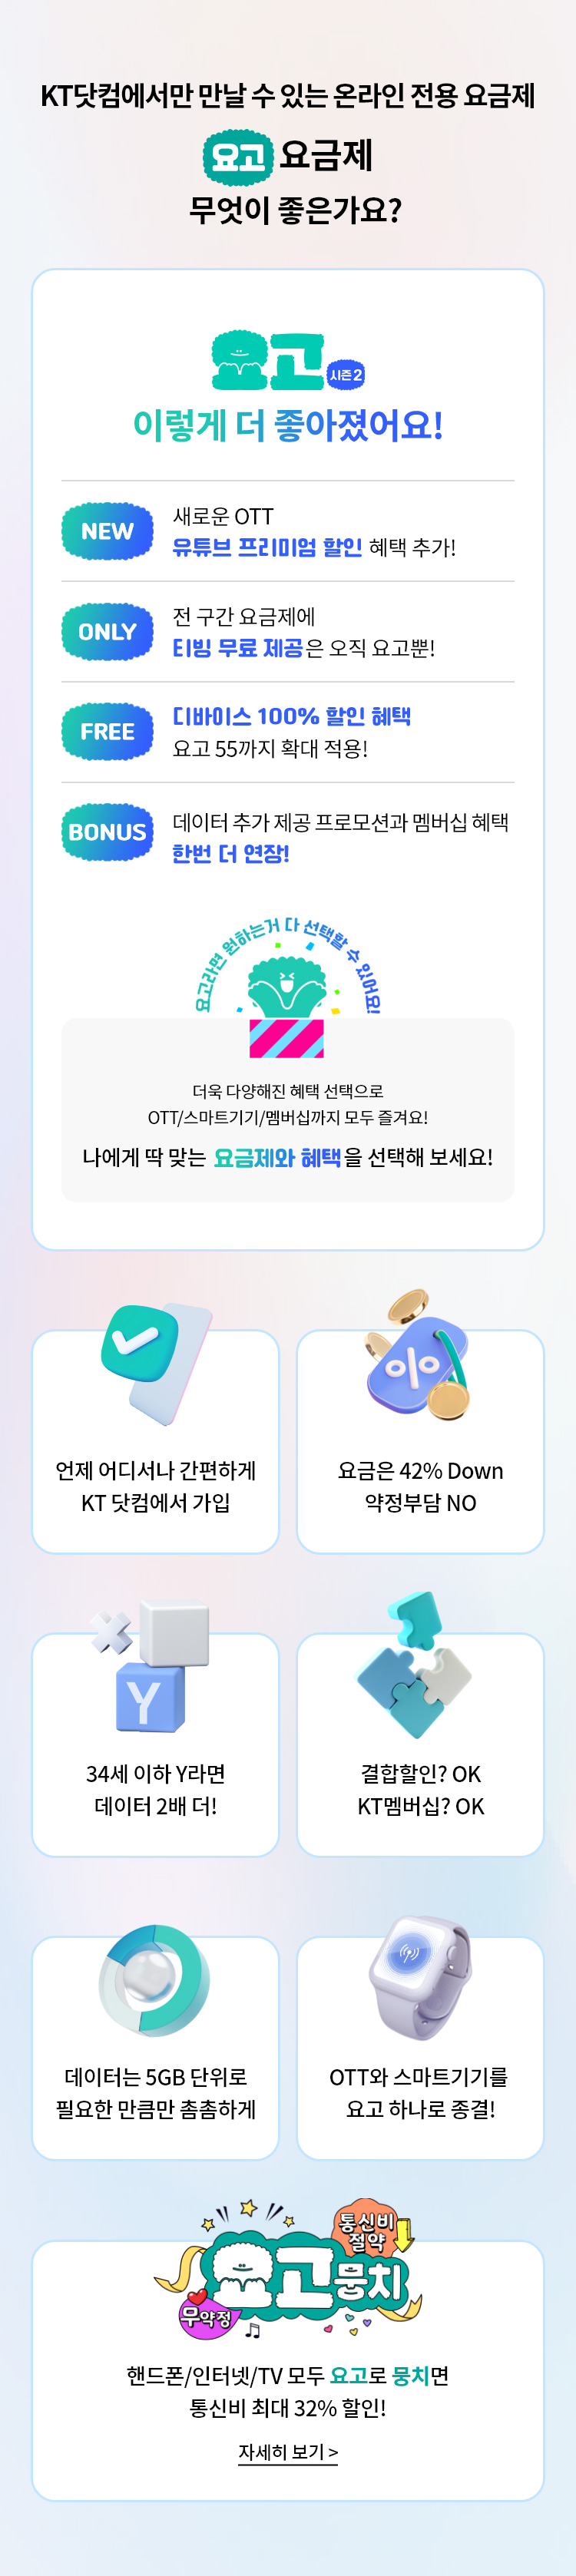 KT닷컴에서만 만날 수 있는 온라인 전용 요금제
요고 요금제
무엇이 좋은가요?
요고 시즌2
이렇게 더 좋아졌어요!
NEW
새로운 OTT
유튜브 프리미엄 할인 혜택 추가!
ONLY
전 구간 요금제에
티빙 무료 제공은 오직 요고뿐!
FREE
디바이스 100% 할인 혜택
요고 55까지 확대 적용!
BONUS
데이터 추가 제공 프로모션과 멤버십 혜택
한번 더 연장!
요고라면 원하는거 다 선택할 수 있어요!
더욱 다양해진 혜택 선택으로
OTT/스마트기기/멤버십까지 모두 즐겨요!
나에게 딱 맞는 요금제와 혜택을 선택해 보세요!
언제 어디서나 간편하게
KT 닷컴에서 가입
%
요금은 42% Down
약정부담 NO
Y
34세 이하 Y라면
데이터 2배 더!
결합할인? OK
KT멤버십? OK
데이터는 5GB 단위로
필요한 만큼만 촘촘하게
OTT와 스마트기기를
요고 하나로 종결!
통신비
절약
요고뭉치
무약정
핸드폰/인터넷/TV 모두 요고로 뭉치면
통신비 최대 32% 할인!
자세히 보기 >